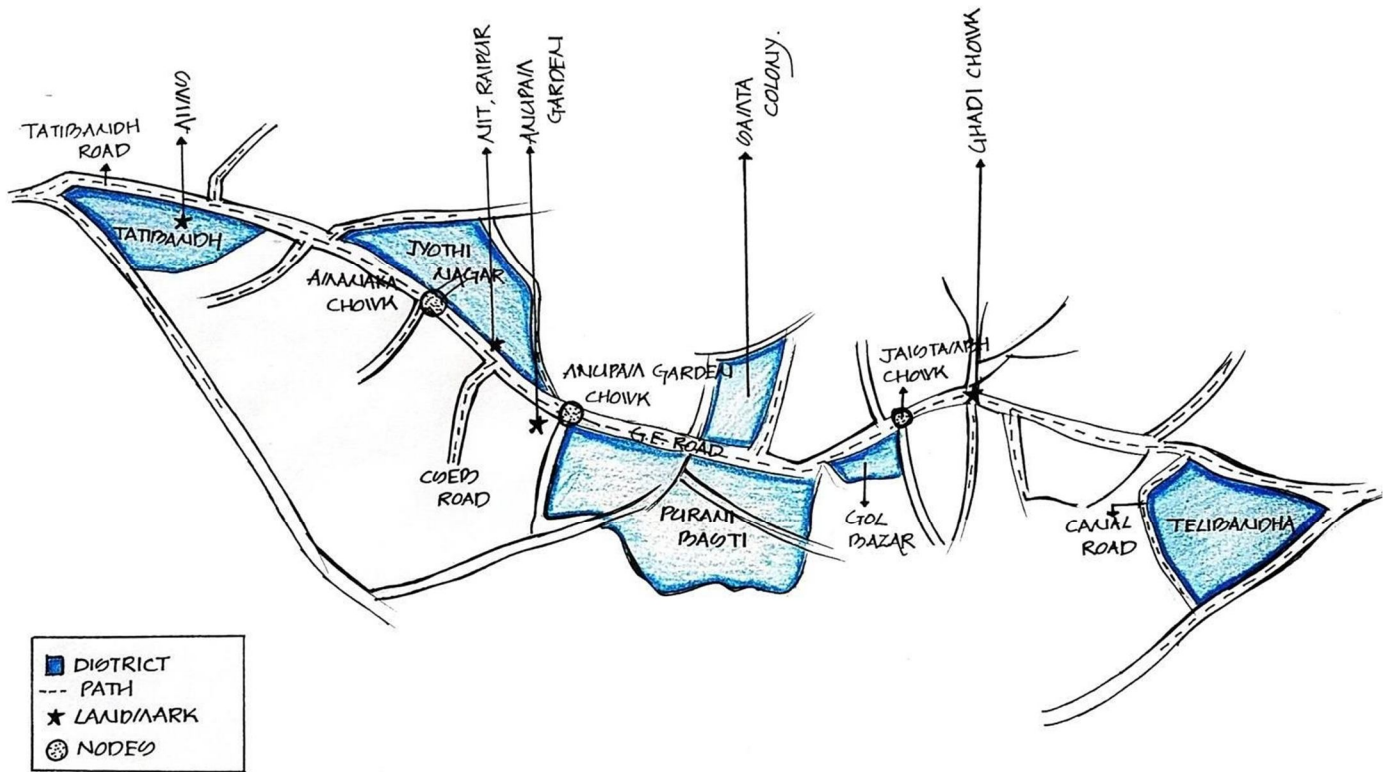 TATIBANDH
ROAD
AIIMS
NIT, RAIPUR
ANUPAM
GARDEN
SAMTA
COLONY.
GHADI CHOWK
TATIBANDH
JYOTHI
NAGAR
AMANAKA
CHOWK
ANUPAM GARDEN
CHOWK
JAISTAMBH
CHOWK
G.E. ROAD
CSEB
ROAD
PURANI
BASTI
GOL
BAZAR
CANAL
ROAD
TELIBANDHA
DISTRICT
PATH
LANDMARK
NODES